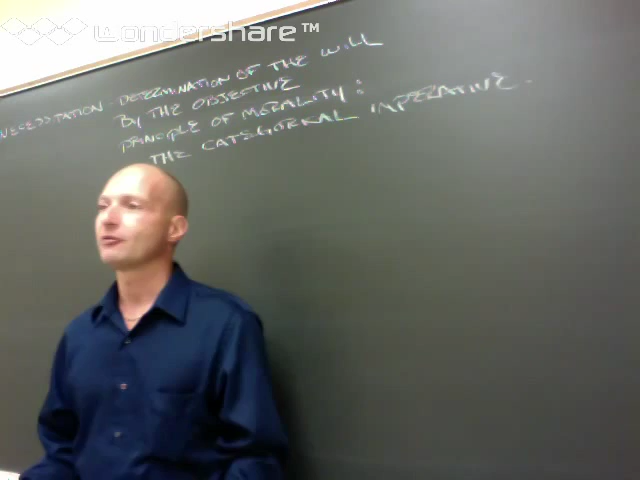 wondershare™
NECESSITATION - DETERMINATION OF THE WILL
BY THE OBJECTIVE
PRINCIPLE OF MORALITY:
THE CATEGORICAL IMPERATIVE.